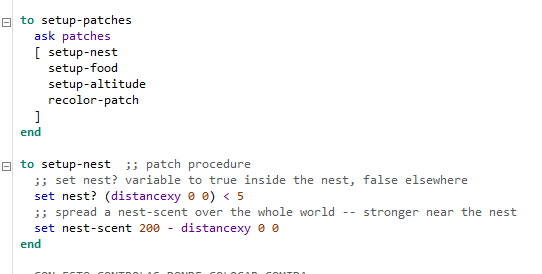 to setup-patches
ask patches
[ setup-nest
setup-food
setup-altitude
recolor-patch
]
end
to setup-nest ;; patch procedure
;; set nest? variable to true inside the nest, false elsewhere
set nest? (distancexy 0 0) < 5
;; spread a nest-scent over the whole world -- stronger near the nest
set nest-scent 200 - distancexy 0 0
end